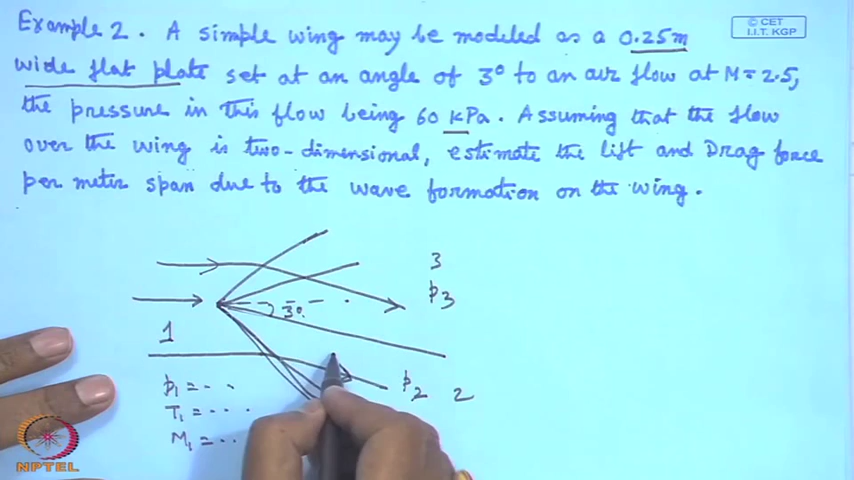 Example 2. A simple wing may be modeled as a 0.25m
© CET
I.I.T. KGP
wide flat plate set at an angle of 3° to an air flow at M=2.5,
the pressure in this flow being 60 kPa. Assuming that the flow
over the wing is two-dimensional, estimate the lift and Drag force
per meter span due to the wave formation on the wing.
3
p3
3°
1
p1 = ..
p2 2
T1 = ...
M1 = ..
NPTEL